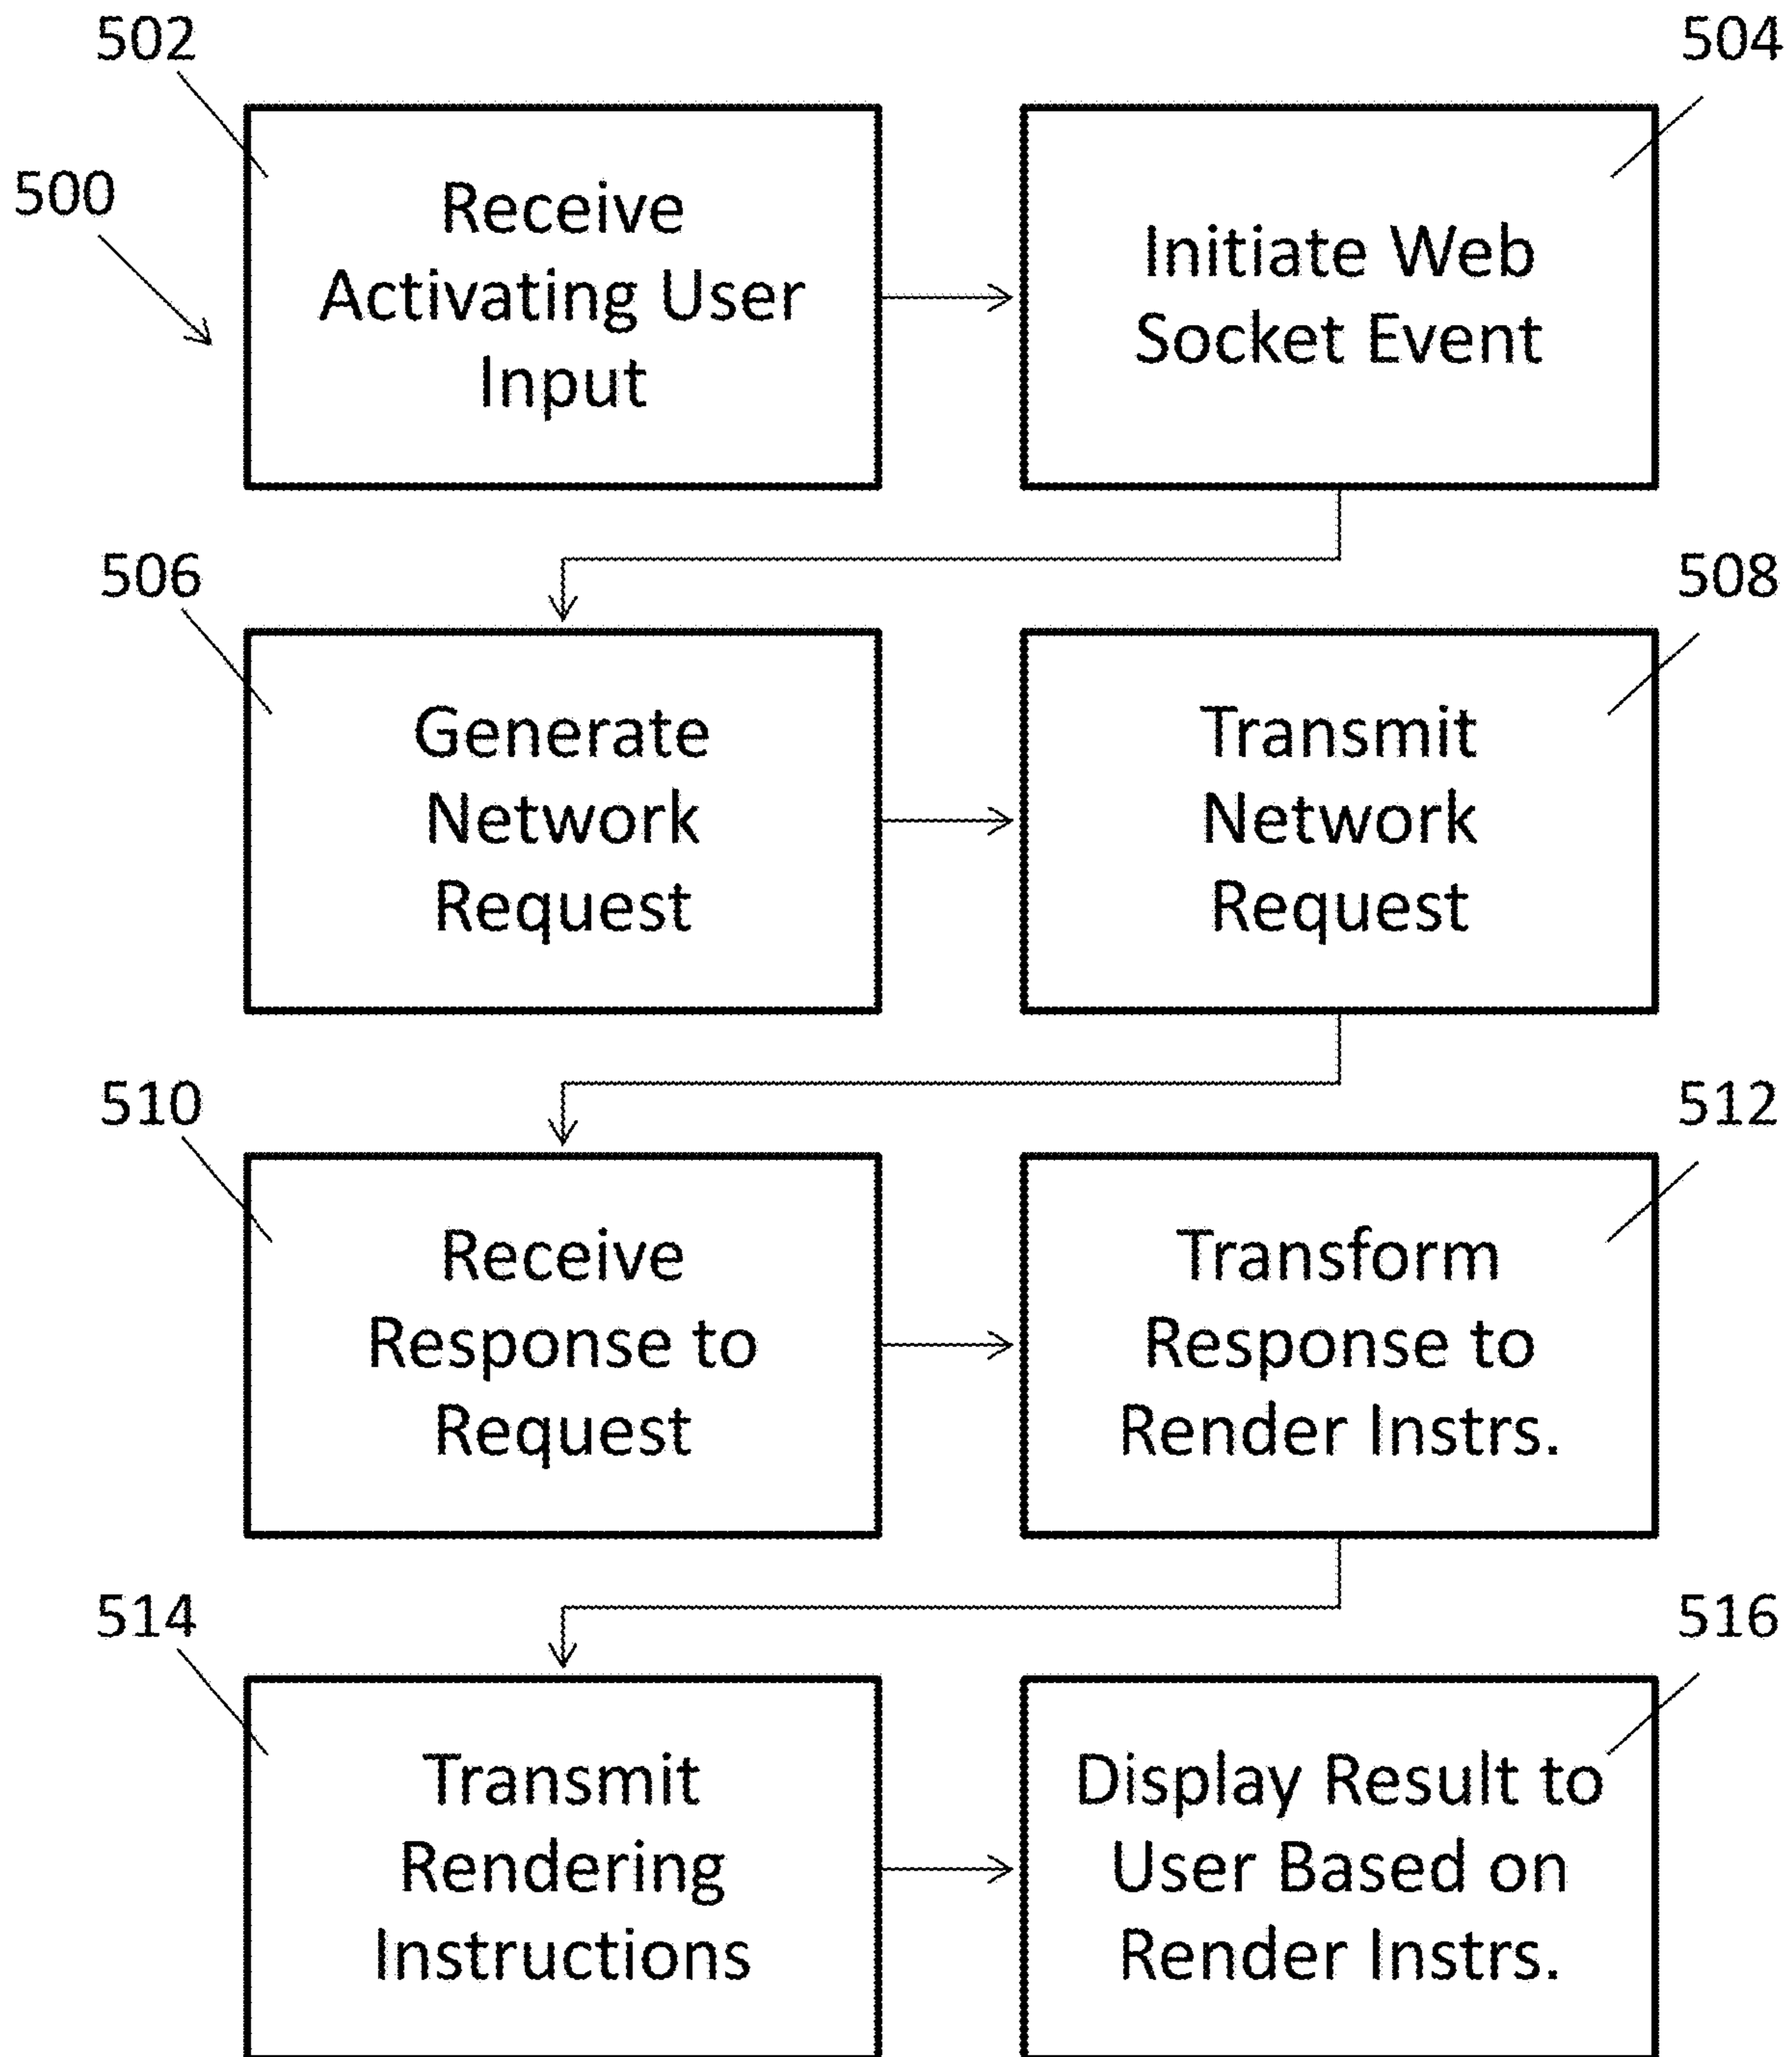 502
504
500
Receive
Activating User
Input
Initiate Web
Socket Event
506
508
Generate
Network
Request
Transmit
Network
Request
510
512
Receive
Response to
Request
Transform
Response to
Render Instrs.
514
516
Transmit
Rendering
Instructions
Display Result to
User Based on
Render Instrs.